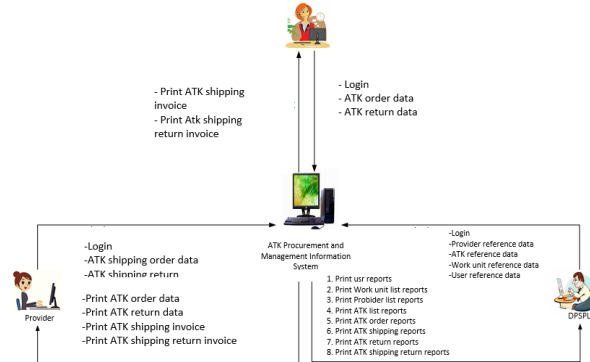 - Print ATK shipping
invoice
- Print Atk shipping
return invoice
- Login
- ATK order data
- ATK return data
ATK Procurement and
Management Information
System
-Login
-ATK shipping order data
-ATK shipping return
-Print ATK order data
-Print ATK return data
-Print ATK shipping invoice
-Print ATK shipping return invoice
Provider
-Login
-Provider reference data
-ATK reference data
-Work unit reference data
-User reference data
1. Print usr reports
2. Print Work unit list reports
3. Print Probider list reports
4. Print ATK list reports
5. Print ATK order reports
6. Print ATK shipping reports
7. Print ATK return reports
8. Print ATK shipping return reports
DPSPLI